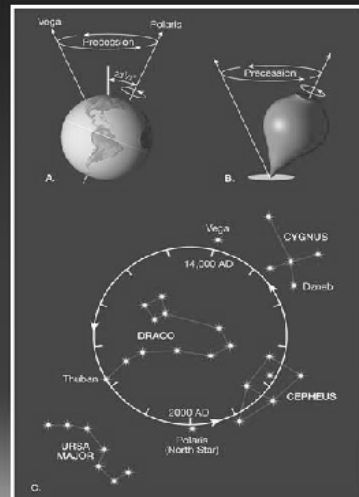 Vega
Polaris
Precession
23½°
A.
Precession
B.
Vega
CYGNUS
Deneb
14,000 AD
DRACO
Thuban
CEPHEUS
2000 AD
Polaris
(North Star)
URSA
MAJOR
C.